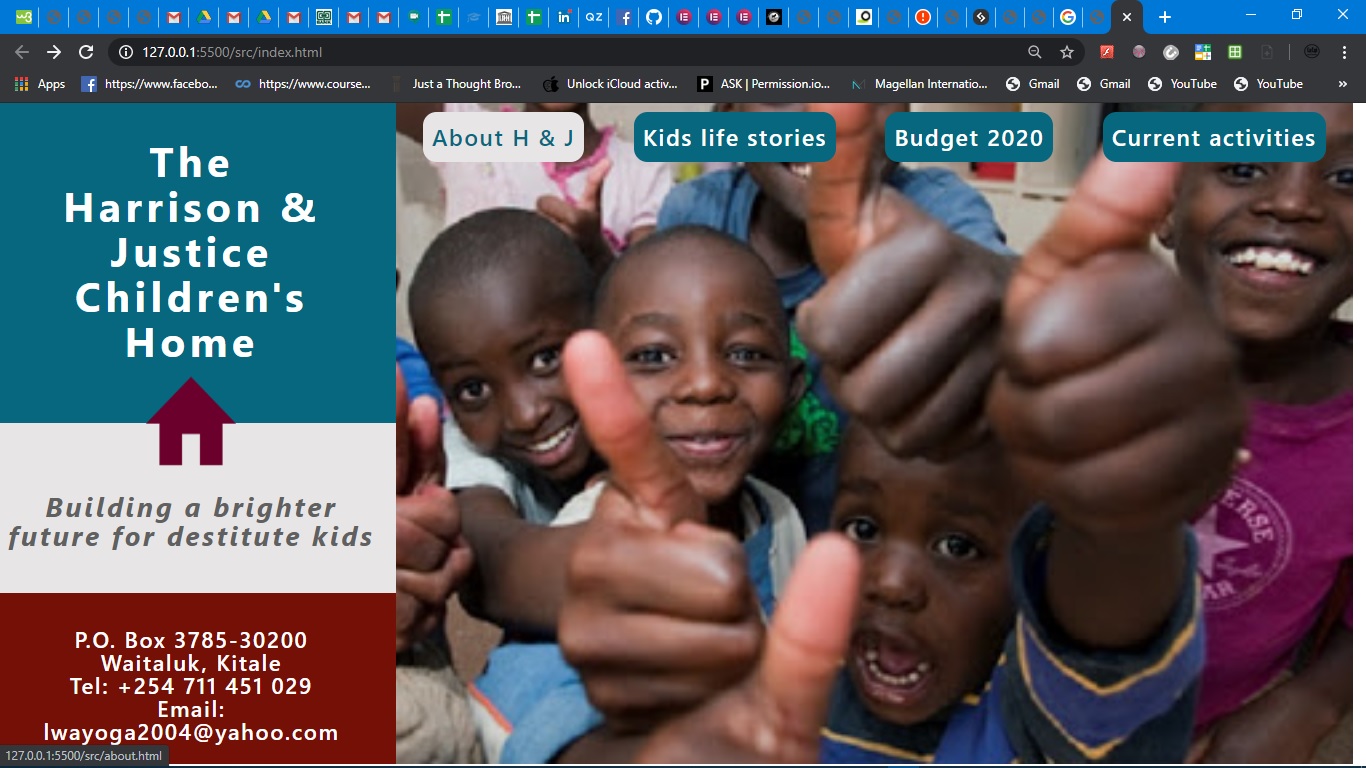 127.0.0.1:5500/src/index.html
Apps
https://www.facebo...
https://www.course...
Just a Thought Bro...
Unlock iCloud activ...
ASK | Permission.io...
Magellan Internatio...
Gmail
Gmail
YouTube
YouTube
»
The
Harrison &
Justice
Children's
Home
Building a brighter
future for destitute kids
P.O. Box 3785-30200
Waitaluk, Kitale
Tel: +254 711 451 029
Email:
lwayoga2004@yahoo.com
127.0.0.1:5500/src/about.html
About H & J
Kids life stories
Budget 2020
Current activities